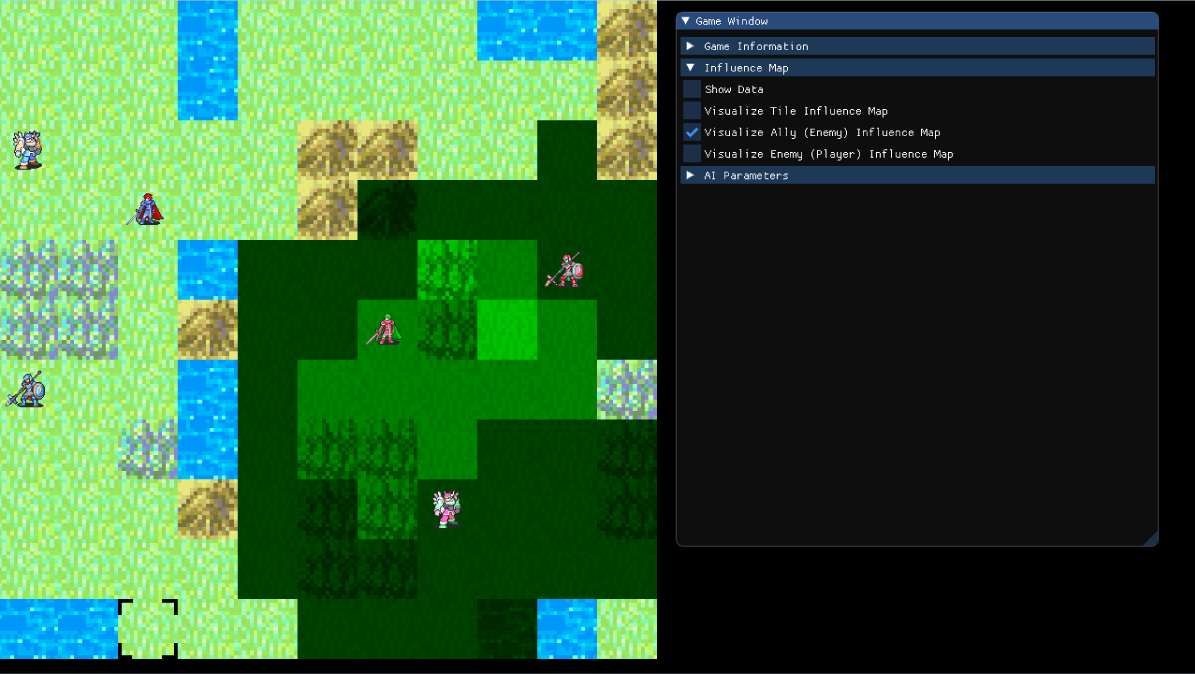 Game Window
Game Information
Influence Map
Show Data
Visualize Tile Influence Map
Visualize Ally (Enemy) Influence Map
Visualize Enemy (Player) Influence Map
AI Parameters